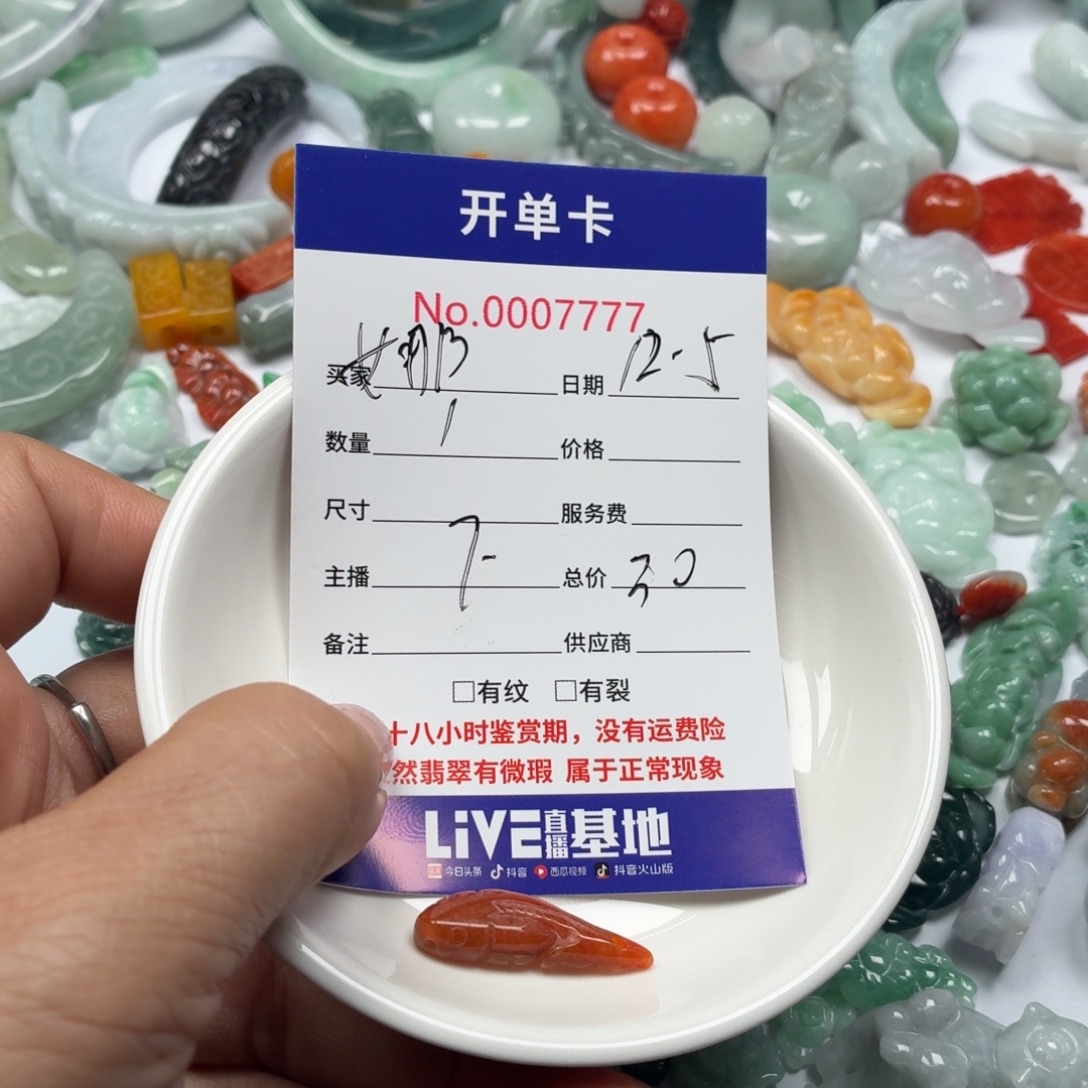 开单卡
No.0007777
买家 日期 12-5
数量 1 价格
尺寸 服务费
主播 7- 总价 30
备注 供应商
□有纹 □有裂
十八小时鉴赏期，没有运费险
然翡翠有微瑕 属于正常现象
LiVE直播基地
今日头条 抖音 西瓜视频 抖音火山版